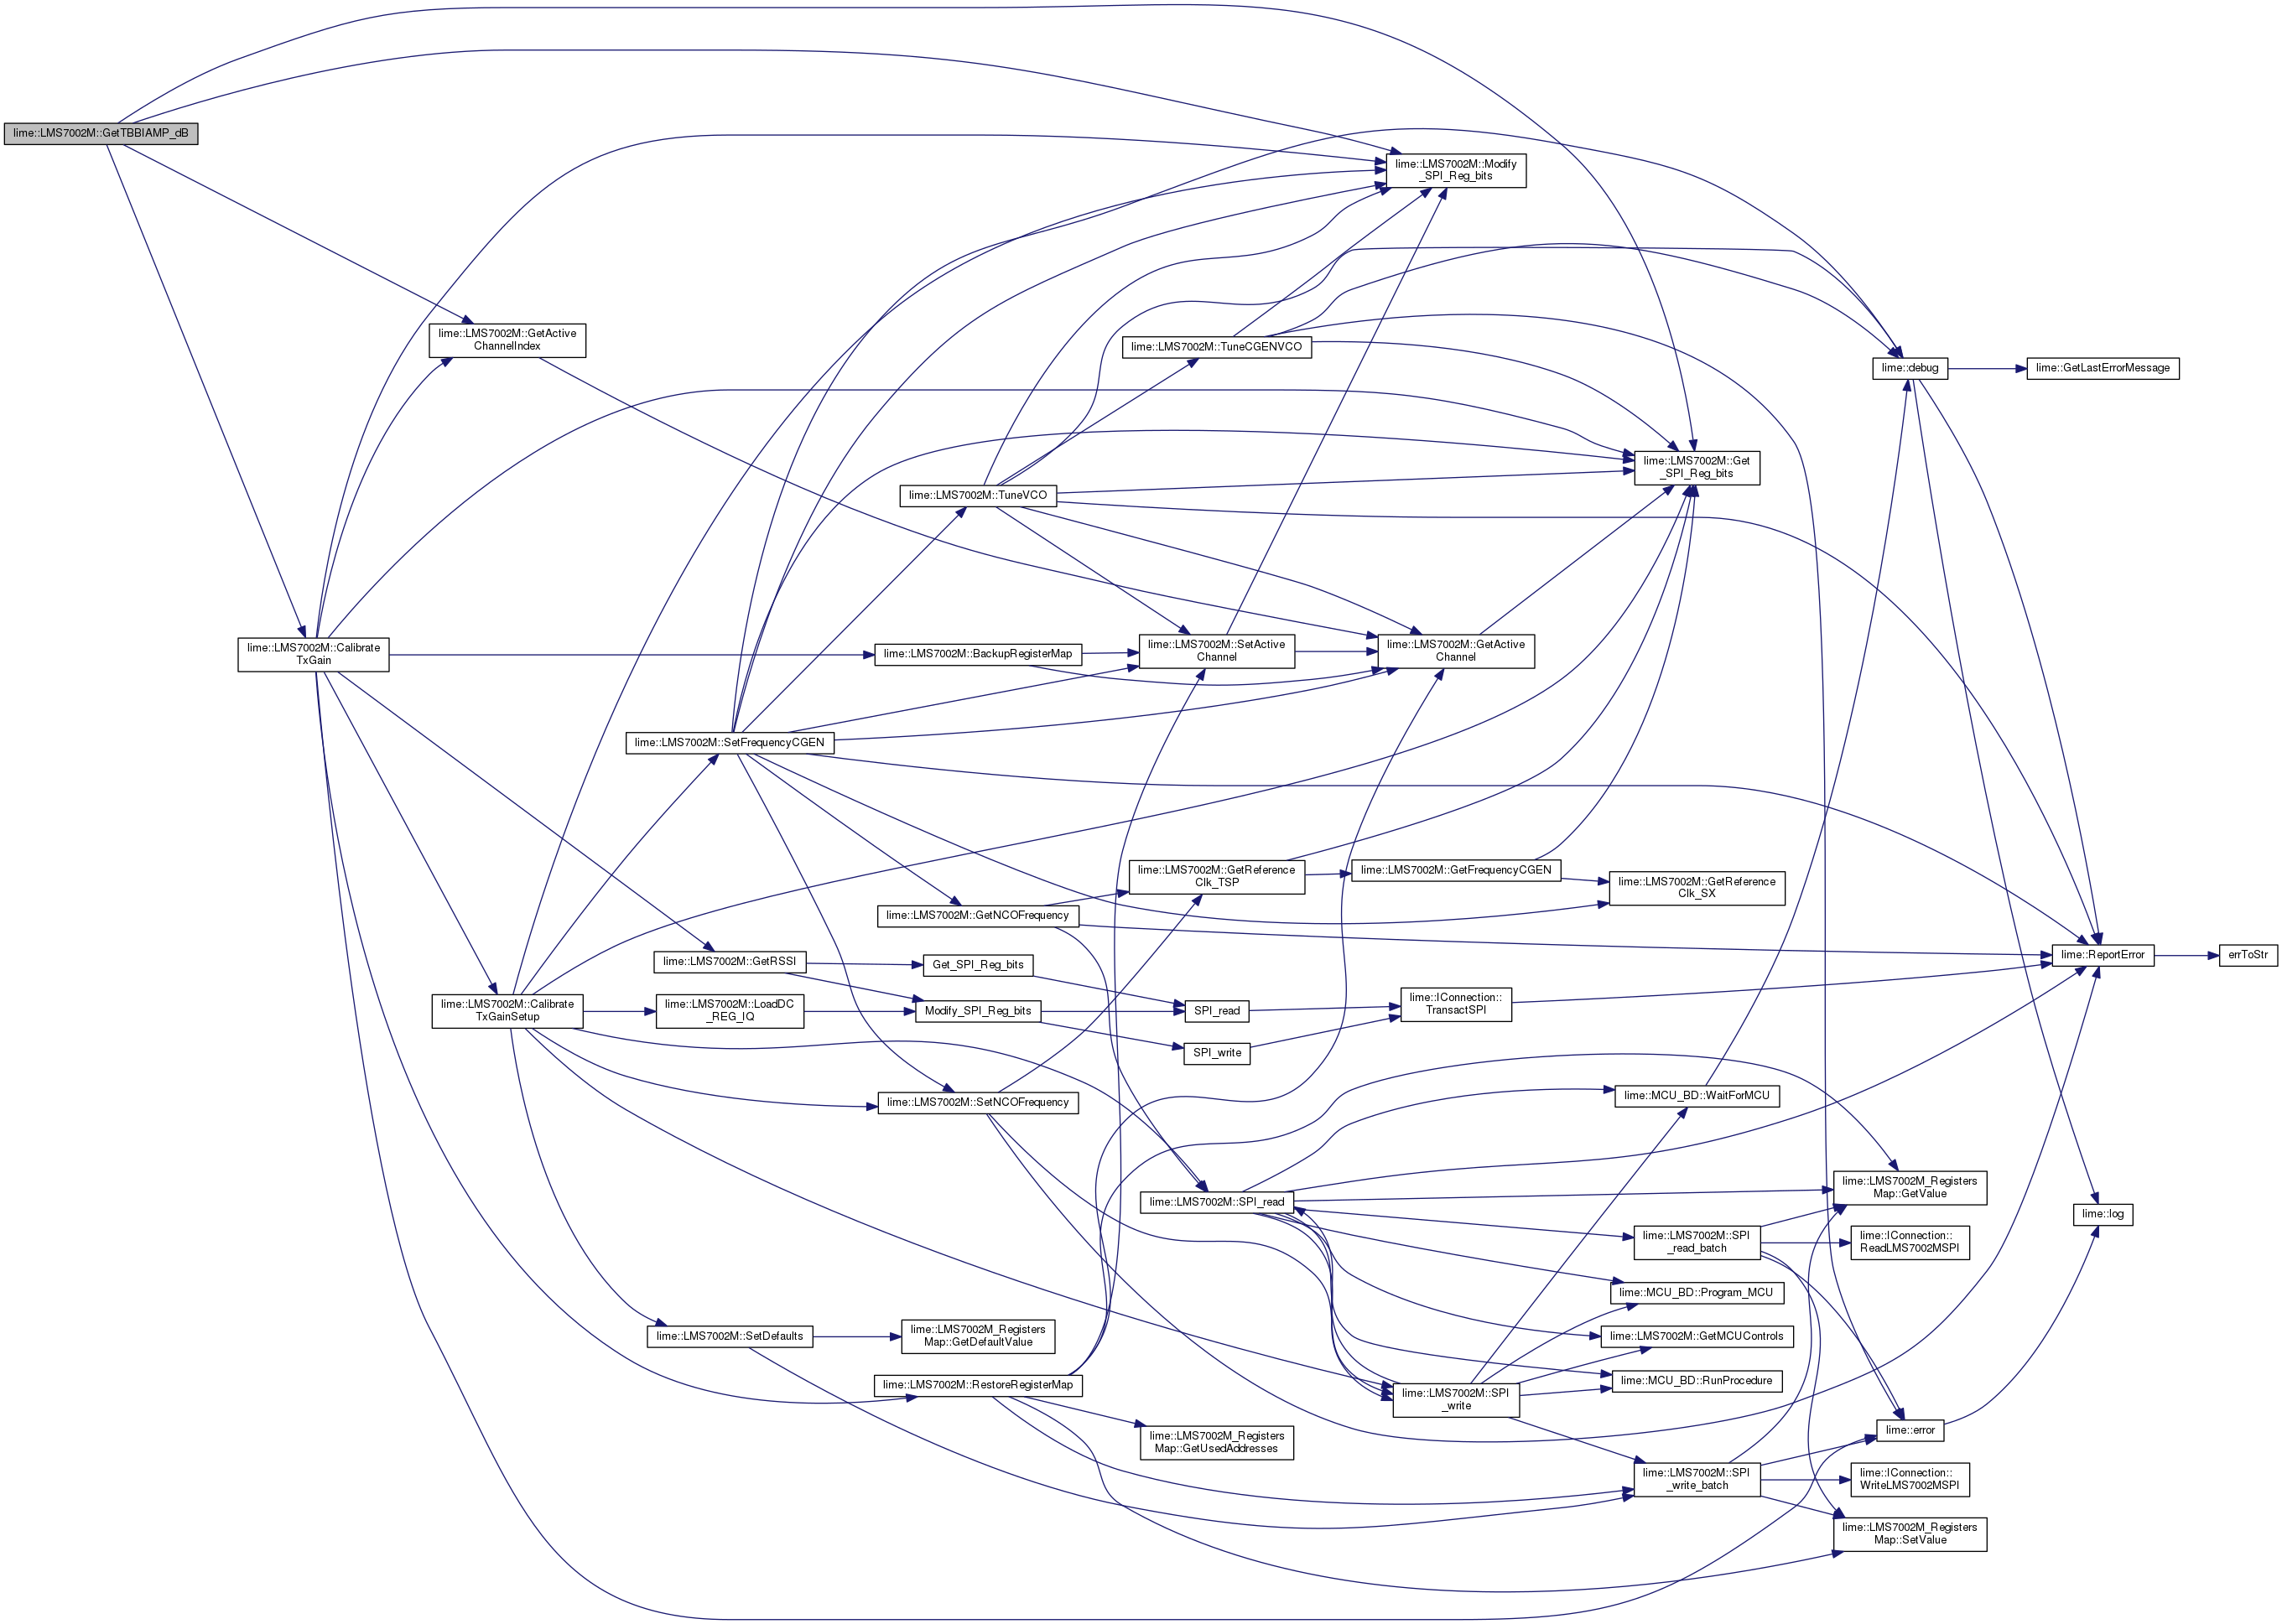 lime::LMS7002M::GetTBBIAMP_dB
lime::LMS7002M::Modify
_SPI_Reg_bits
lime::LMS7002M::GetActive
ChannelIndex
lime::LMS7002M::TuneCGENVCO
lime::debug
lime::GetLastErrorMessage
lime::LMS7002M::Get
_SPI_Reg_bits
lime::LMS7002M::TuneVCO
lime::LMS7002M::Calibrate
TxGain
lime::LMS7002M::BackupRegisterMap
lime::LMS7002M::SetActive
Channel
lime::LMS7002M::GetActive
Channel
lime::LMS7002M::SetFrequencyCGEN
lime::LMS7002M::GetReference
Clk_TSP
lime::LMS7002M::GetFrequencyCGEN
lime::LMS7002M::GetReference
Clk_SX
lime::LMS7002M::GetNCOFrequency
lime::LMS7002M::GetRSSI
Get_SPI_Reg_bits
lime::ReportError
errToStr
lime::LMS7002M::Calibrate
TxGainSetup
lime::LMS7002M::LoadDC
_REG_IQ
Modify_SPI_Reg_bits
SPI_read
lime::IConnection::
TransactSPI
SPI_write
lime::LMS7002M::SetNCOFrequency
lime::MCU_BD::WaitForMCU
lime::LMS7002M::SPI_read
lime::LMS7002M_Registers
Map::GetValue
lime::log
lime::LMS7002M::SPI
_read_batch
lime::IConnection::
ReadLMS7002MSPI
lime::MCU_BD::Program_MCU
lime::LMS7002M::SetDefaults
lime::LMS7002M_Registers
Map::GetDefaultValue
lime::LMS7002M::GetMCUControls
lime::LMS7002M::RestoreRegisterMap
lime::MCU_BD::RunProcedure
lime::LMS7002M::SPI
_write
lime::LMS7002M_Registers
Map::GetUsedAddresses
lime::error
lime::LMS7002M::SPI
_write_batch
lime::IConnection::
WriteLMS7002MSPI
lime::LMS7002M_Registers
Map::SetValue